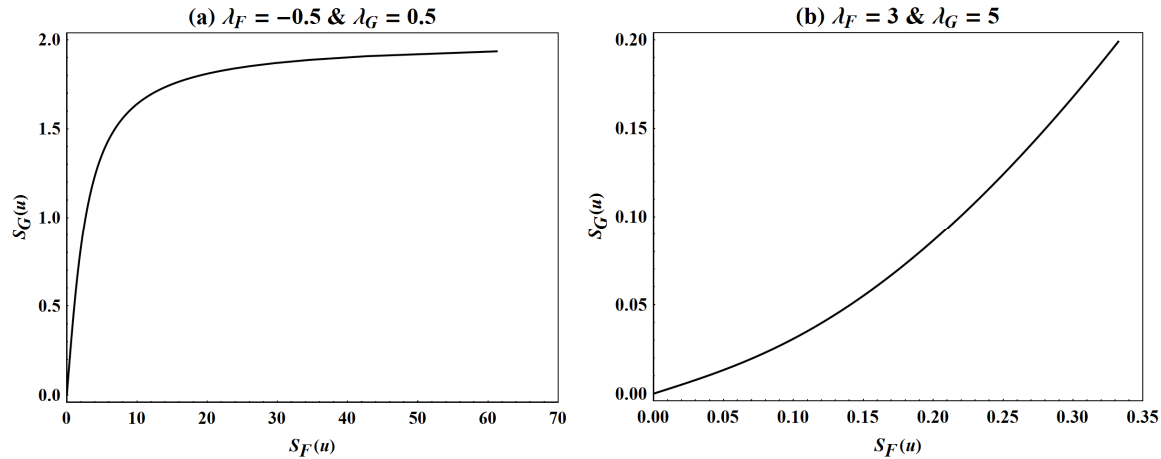 (a) λ_F = −0.5 & λ_G = 0.5
2.0
1.5
1.0
0.5
0.0
S_G(u)
0 10 20 30 40 50 60 70
S_F(u)
(b) λ_F = 3 & λ_G = 5
0.20
0.15
0.10
0.05
0.00
S_G(u)
0.00 0.05 0.10 0.15 0.20 0.25 0.30 0.35
S_F(u)